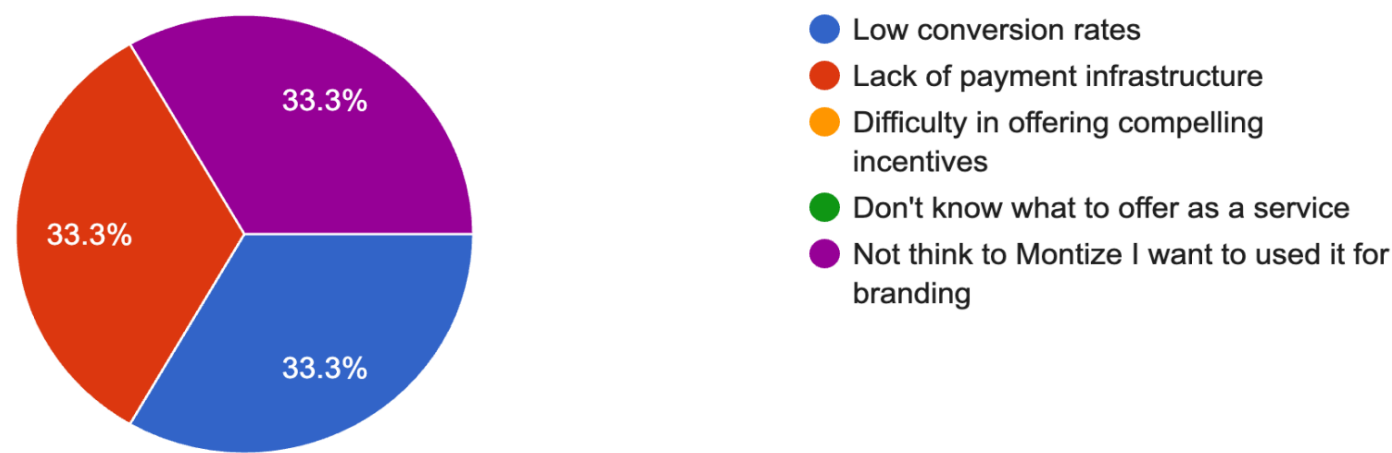 33.3%
33.3%
33.3%
Low conversion rates
Lack of payment infrastructure
Difficulty in offering compelling
incentives
Don't know what to offer as a service
Not think to Montize I want to used it for
branding